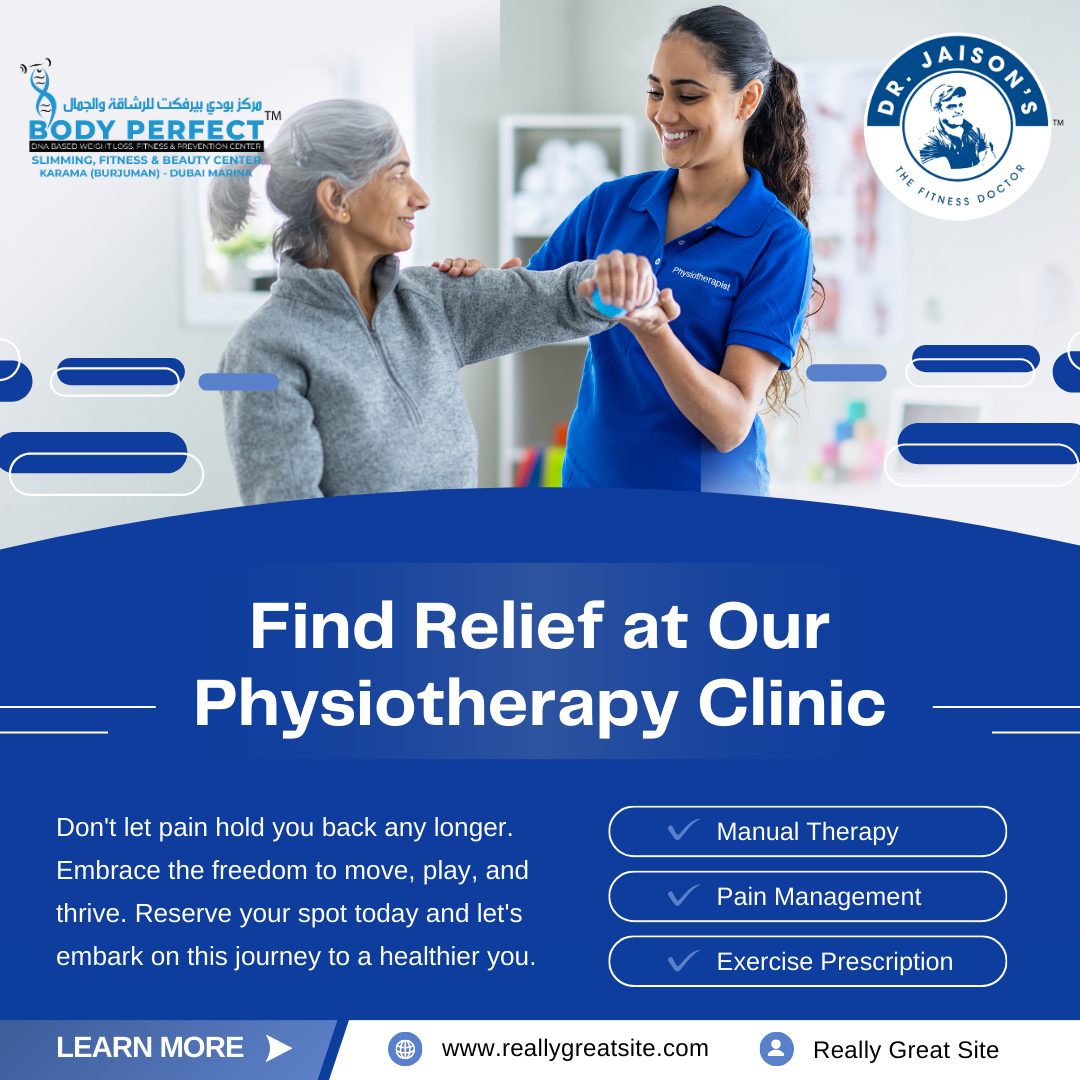 مركز بودي بيرفكت للرشاقة والجمال
BODY PERFECT™
DNA BASED WEIGHT LOSS, FITNESS & PREVENTION CENTER
SLIMMING, FITNESS & BEAUTY CENTER
KARAMA (BURJUMAN) - DUBAI MARINA
DR. JAISON'S
™
THE FITNESS DOCTOR
Physiotherapist
Find Relief at Our
Physiotherapy Clinic
Don't let pain hold you back any longer.
Embrace the freedom to move, play, and
thrive. Reserve your spot today and let's
embark on this journey to a healthier you.
Manual Therapy
Pain Management
Exercise Prescription
LEARN MORE
www.reallygreatsite.com
Really Great Site